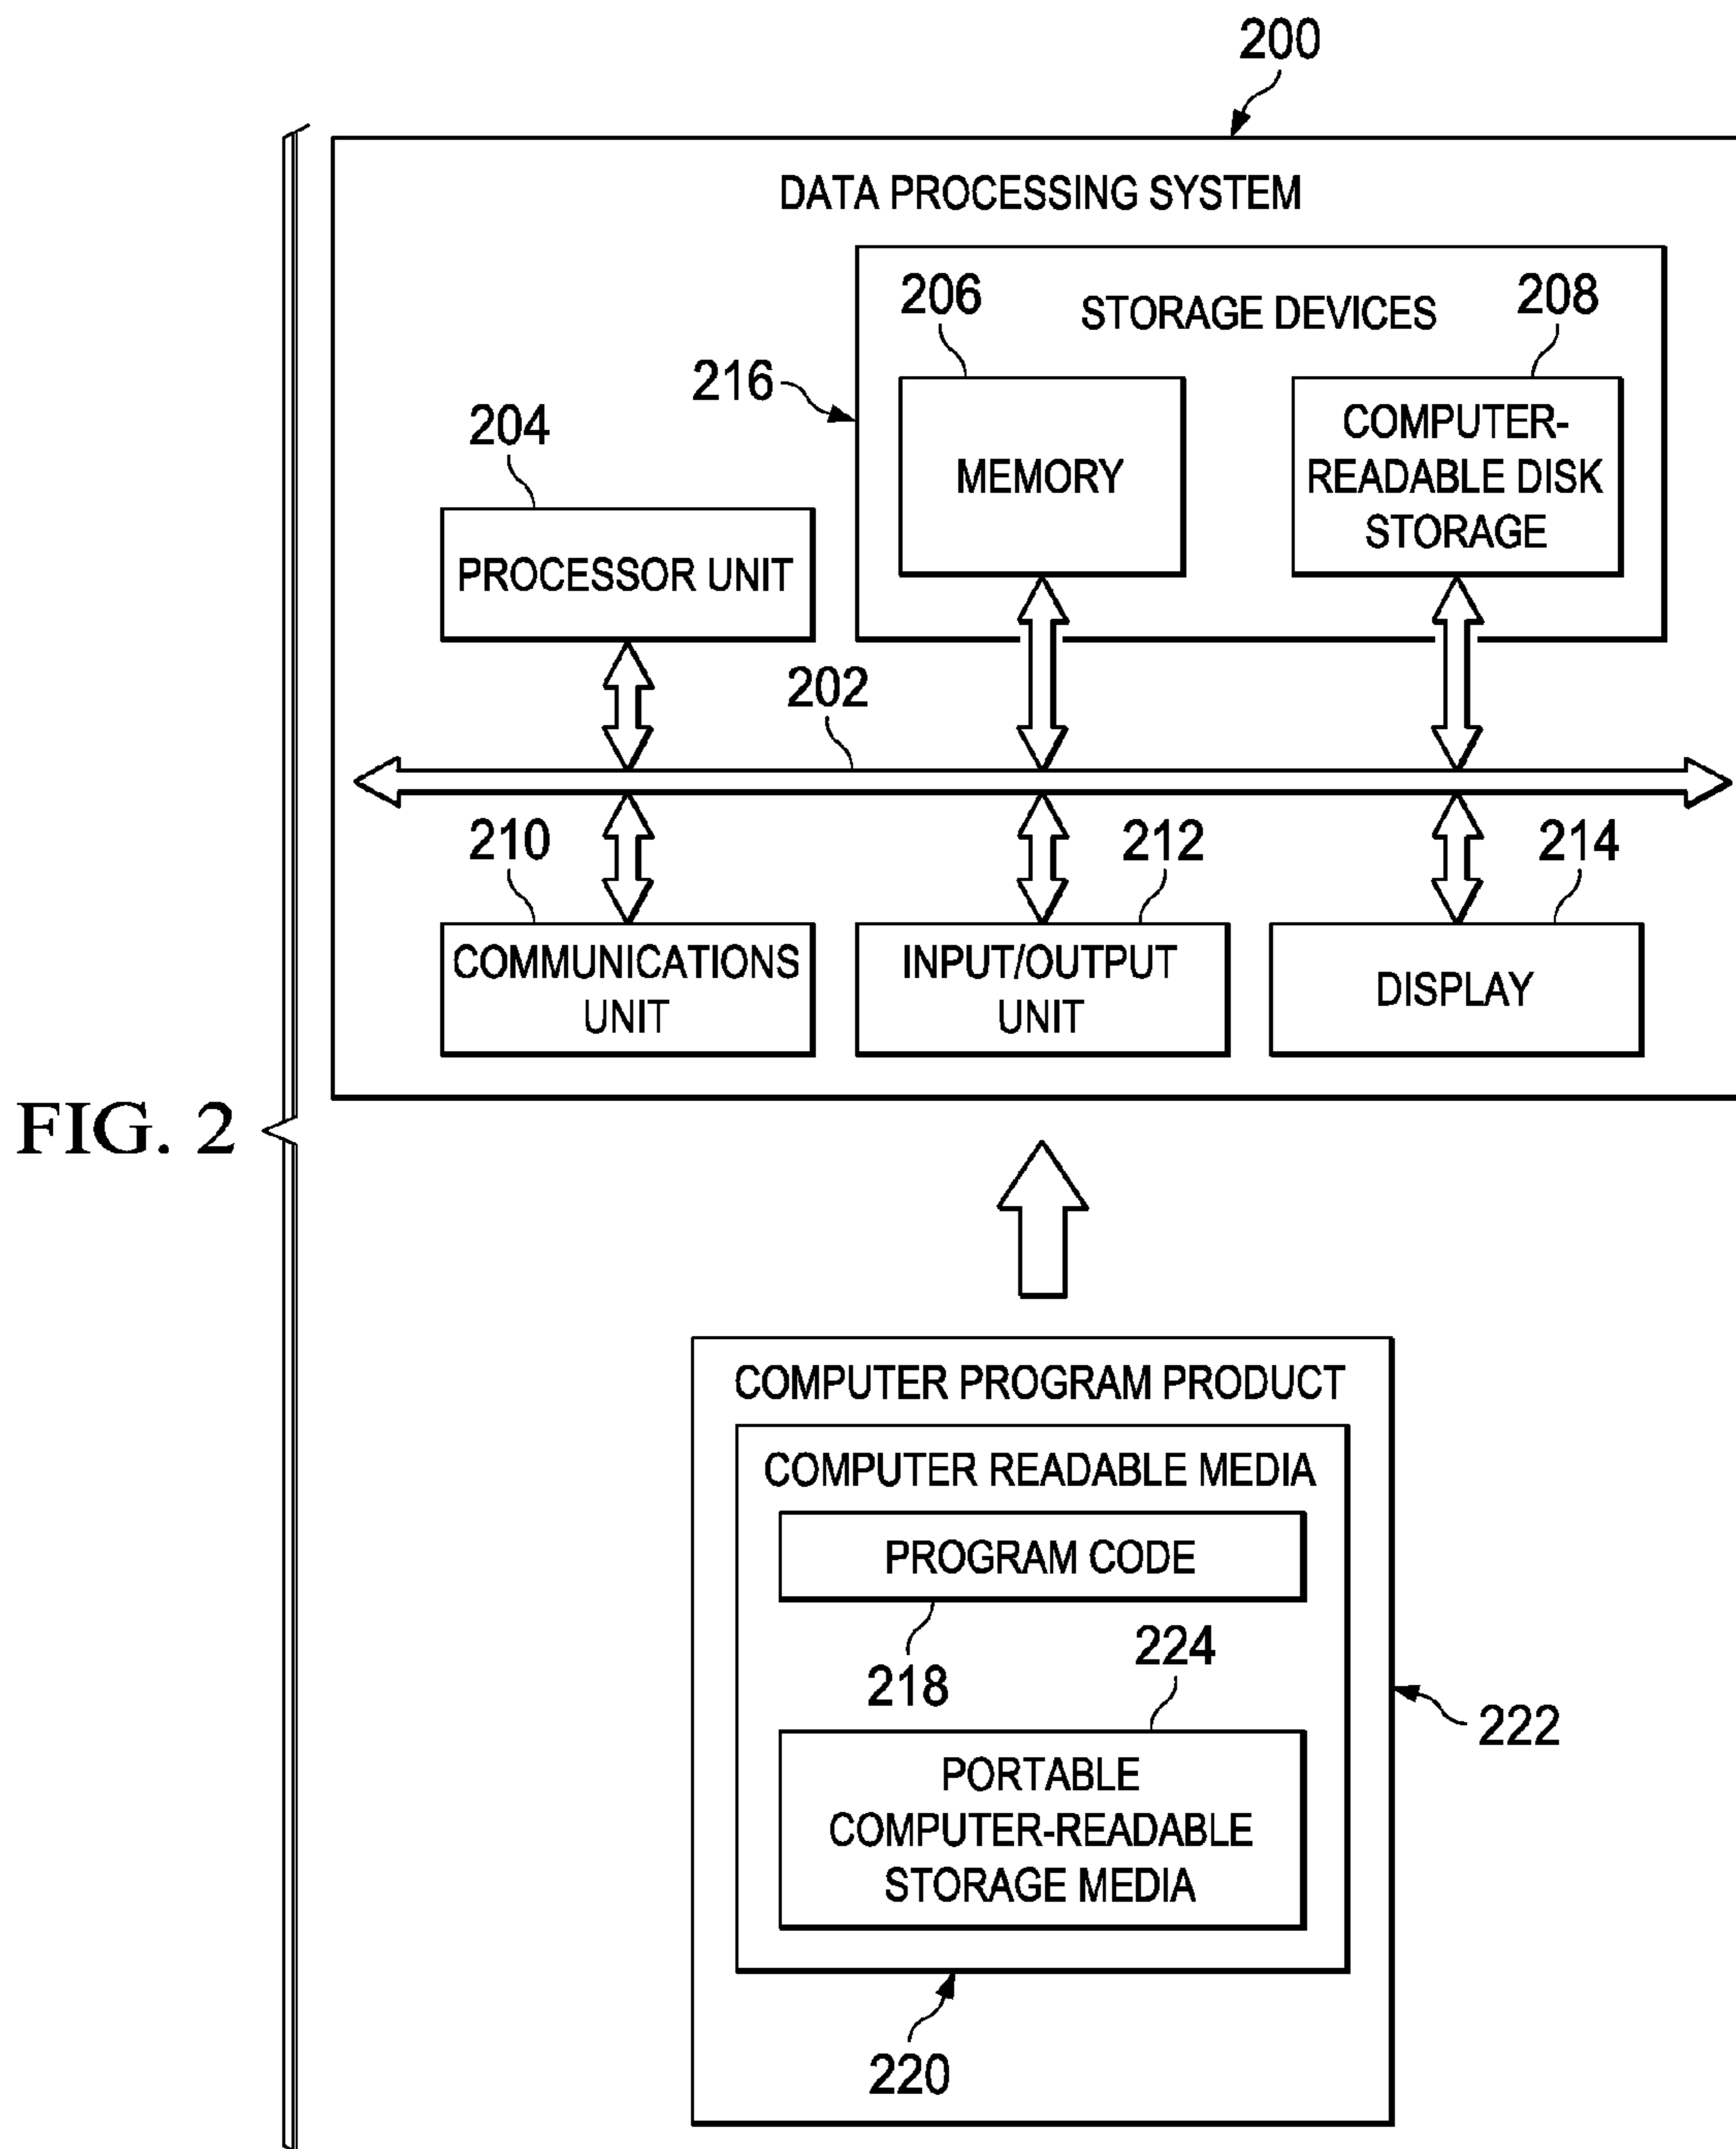 200
DATA PROCESSING SYSTEM
206
STORAGE DEVICES
208
216
204
MEMORY
COMPUTER-
READABLE DISK
STORAGE
PROCESSOR UNIT
202
210
212
214
COMMUNICATIONS
UNIT
INPUT/OUTPUT
UNIT
DISPLAY
FIG. 2
COMPUTER PROGRAM PRODUCT
COMPUTER READABLE MEDIA
PROGRAM CODE
218
224
222
PORTABLE
COMPUTER-READABLE
STORAGE MEDIA
220